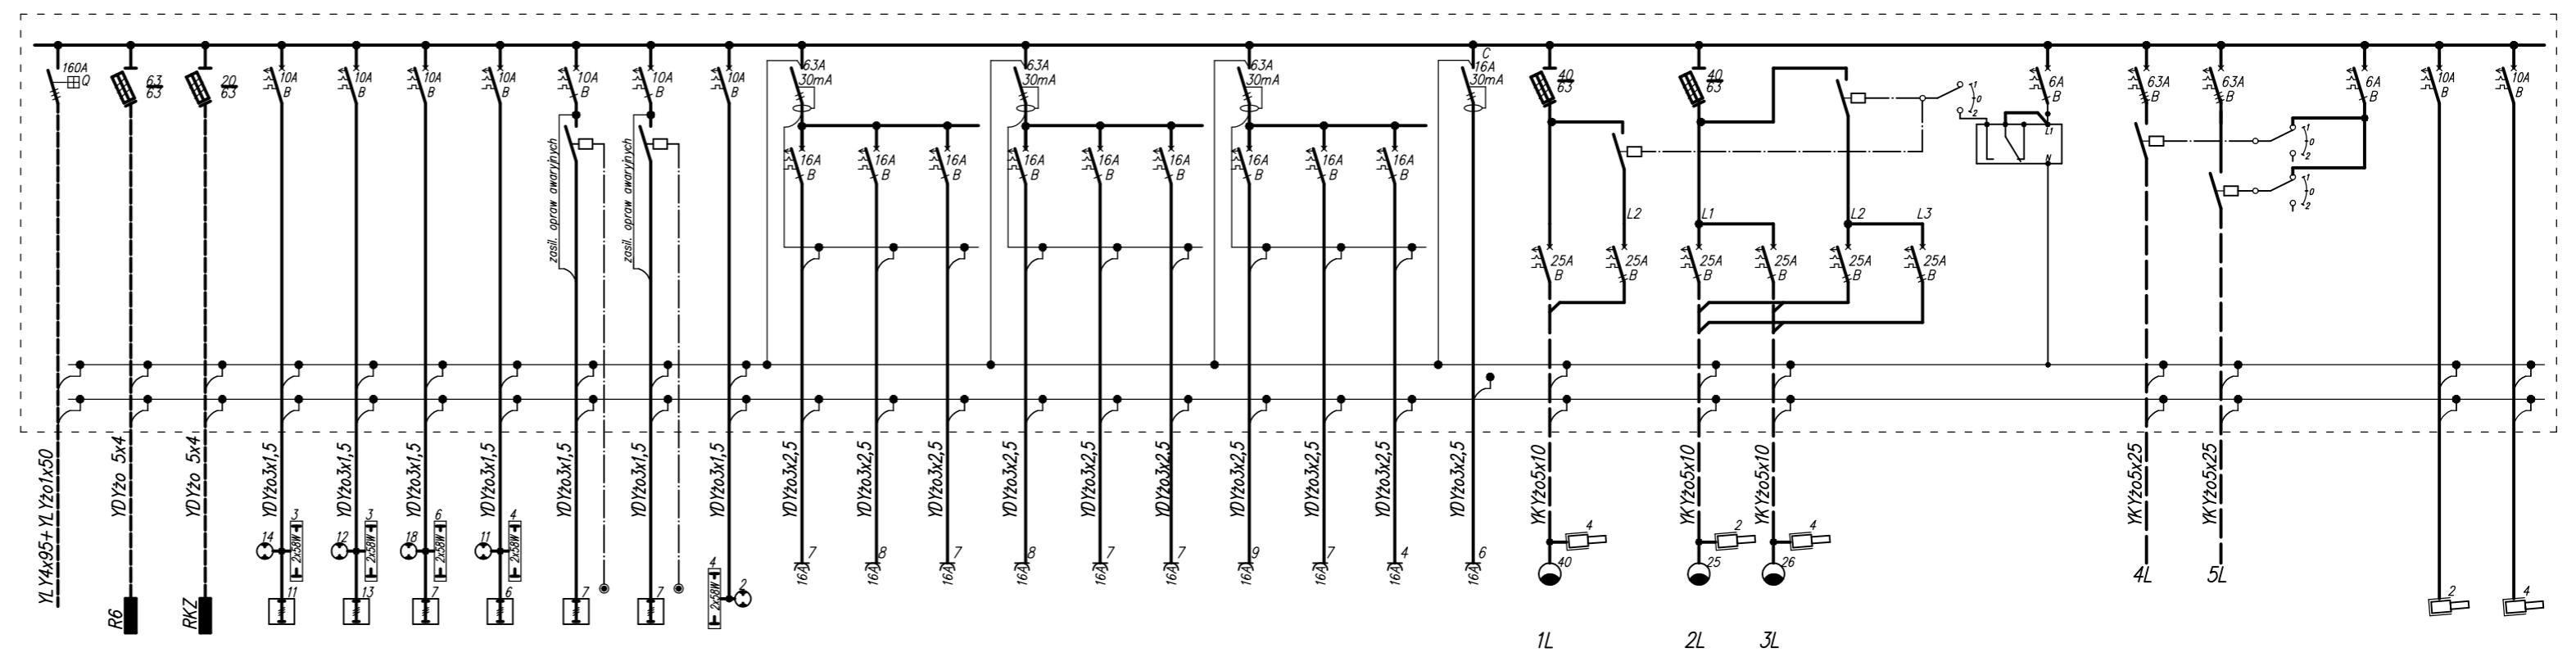 160A
Q
63
63
20
63
10A
B
10A
B
10A
B
10A
B
10A
B
10A
B
10A
B
63A
30mA
63A
30mA
63A
30mA
C
16A
30mA
40
63
40
63
1
0
2
6A
B
L1
N
63A
B
63A
B
1
0
2
1
0
2
6A
B
10A
B
10A
B
zasil. opraw awaryjnych
zasil. opraw awaryjnych
16A
B
16A
B
16A
B
16A
B
16A
B
16A
B
16A
B
16A
B
16A
B
L2
L1
L2
L3
25A
B
25A
B
25A
B
25A
B
25A
B
25A
B
YLY4x95+YLYżo1x50
YDYżo 5x4
YDYżo 5x4
YDYżo3x1,5
YDYżo3x1,5
YDYżo3x1,5
YDYżo3x1,5
YDYżo3x1,5
YDYżo3x1,5
YDYżo3x1,5
YDYżo3x2,5
YDYżo3x2,5
YDYżo3x2,5
YDYżo3x2,5
YDYżo3x2,5
YDYżo3x2,5
YDYżo3x2,5
YDYżo3x2,5
YDYżo3x2,5
YDYżo3x2,5
YKYżo5x10
YKYżo5x10
YKYżo5x10
YKYżo5x25
YKYżo5x25
R6
RKZ
14
3
2x58W
11
12
3
2x58W
13
18
6
2x58W
7
11
4
2x58W
6
7
7
4
2x58W
2
7
16A
8
16A
7
16A
8
16A
7
16A
7
16A
9
16A
7
16A
4
16A
6
16A
4
40
2
25
4
26
4L
5L
2
4
1L
2L
3L